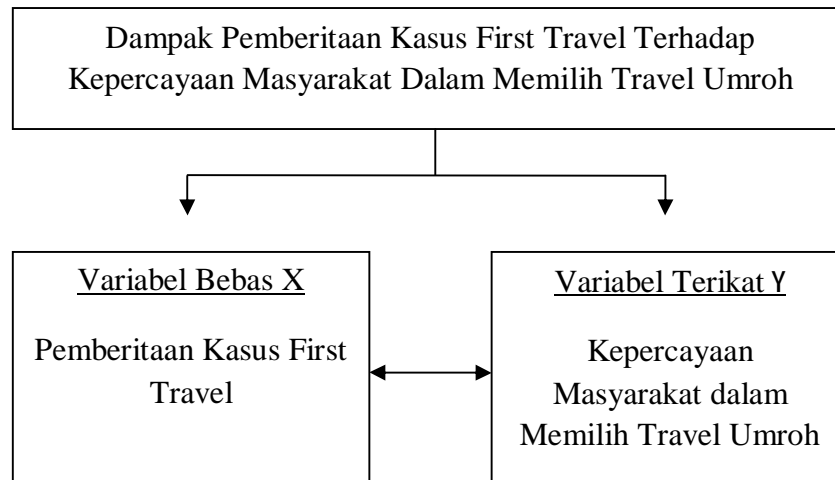 Dampak Pemberitaan Kasus First Travel Terhadap
Kepercayaan Masyarakat Dalam Memilih Travel Umroh
Variabel Bebas X
Pemberitaan Kasus First
Travel
Variabel Terikat Y
Kepercayaan
Masyarakat dalam
Memilih Travel Umroh